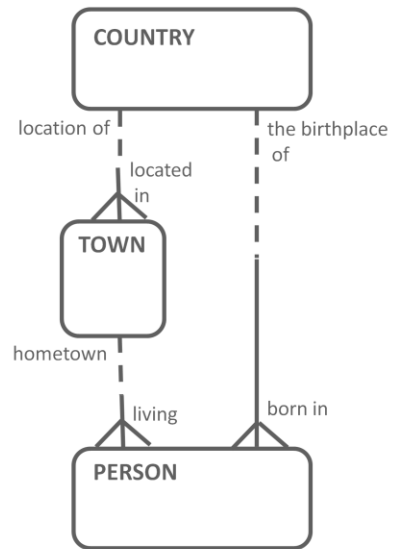 COUNTRY
location of
the birthplace
of
located
in
TOWN
hometown
living
born in
PERSON